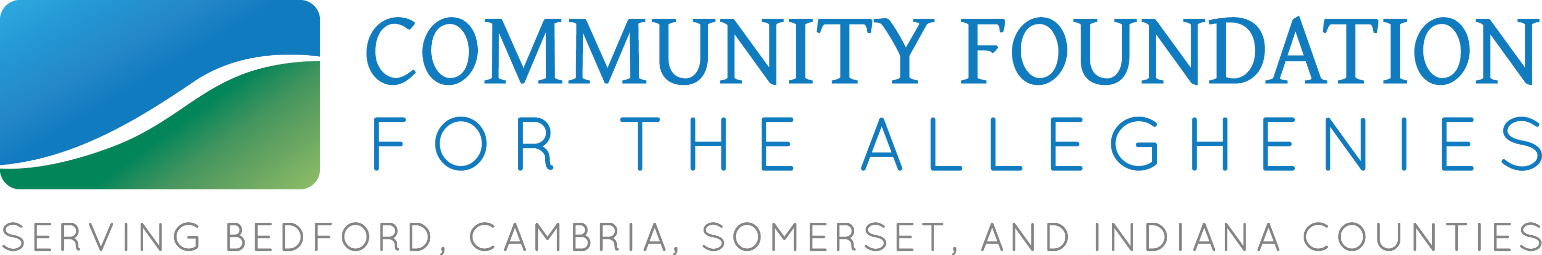 COMMUNITY FOUNDATION
FOR THE ALLEGHENIES
SERVING BEDFORD, CAMBRIA, SOMERSET, AND INDIANA COUNTIES